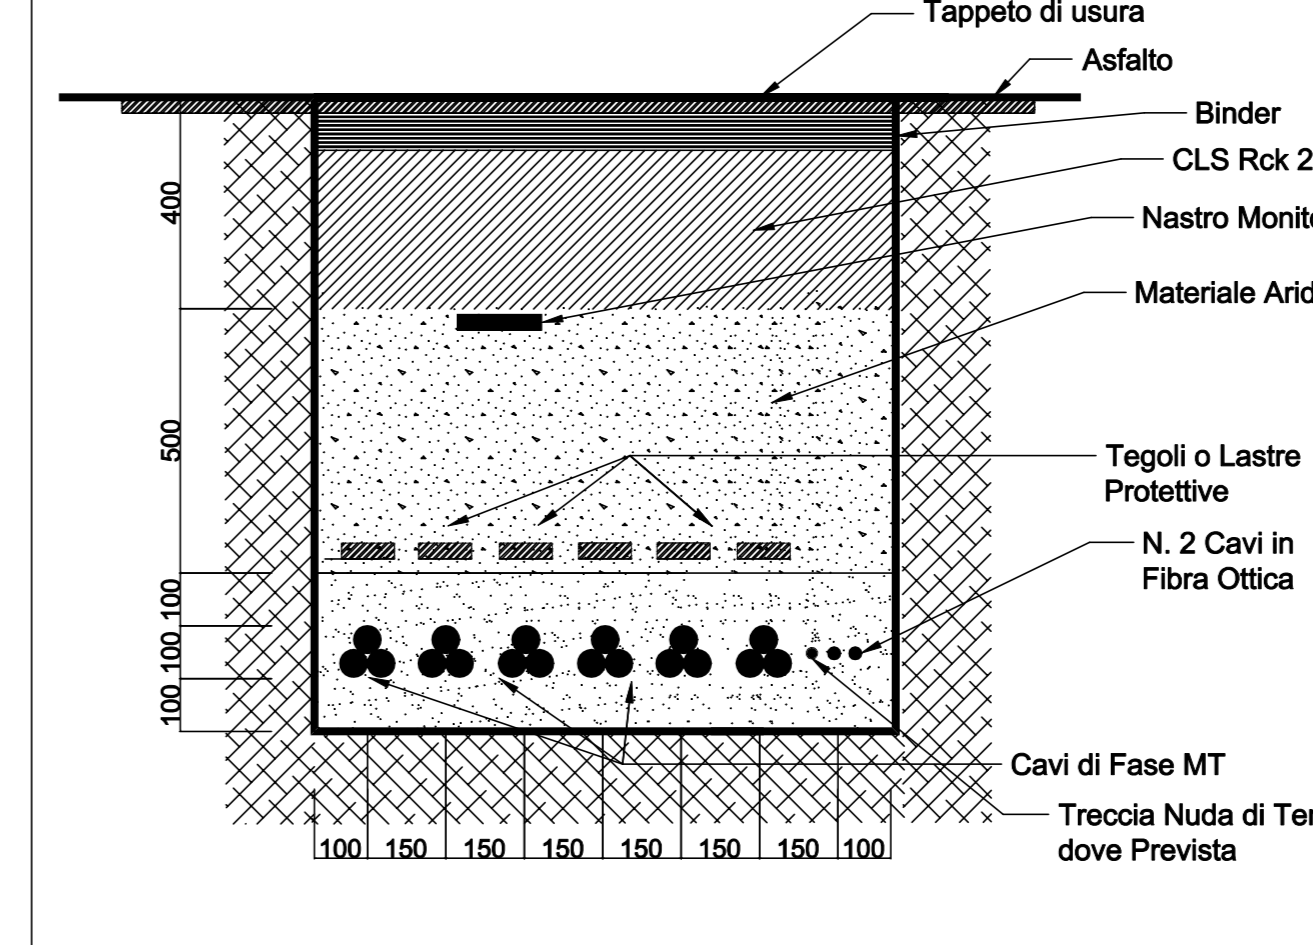 Tappeto di usura
Asfalto
Binder
CLS Rck 2
Nastro Monit
Materiale Arid
Tegoli o Lastre
Protettive
N. 2 Cavi in
Fibra Ottica
Cavi di Fase MT
Treccia Nuda di Ter
dove Prevista
400
500
100
100
100
100 150 150 150 150 150 150 100